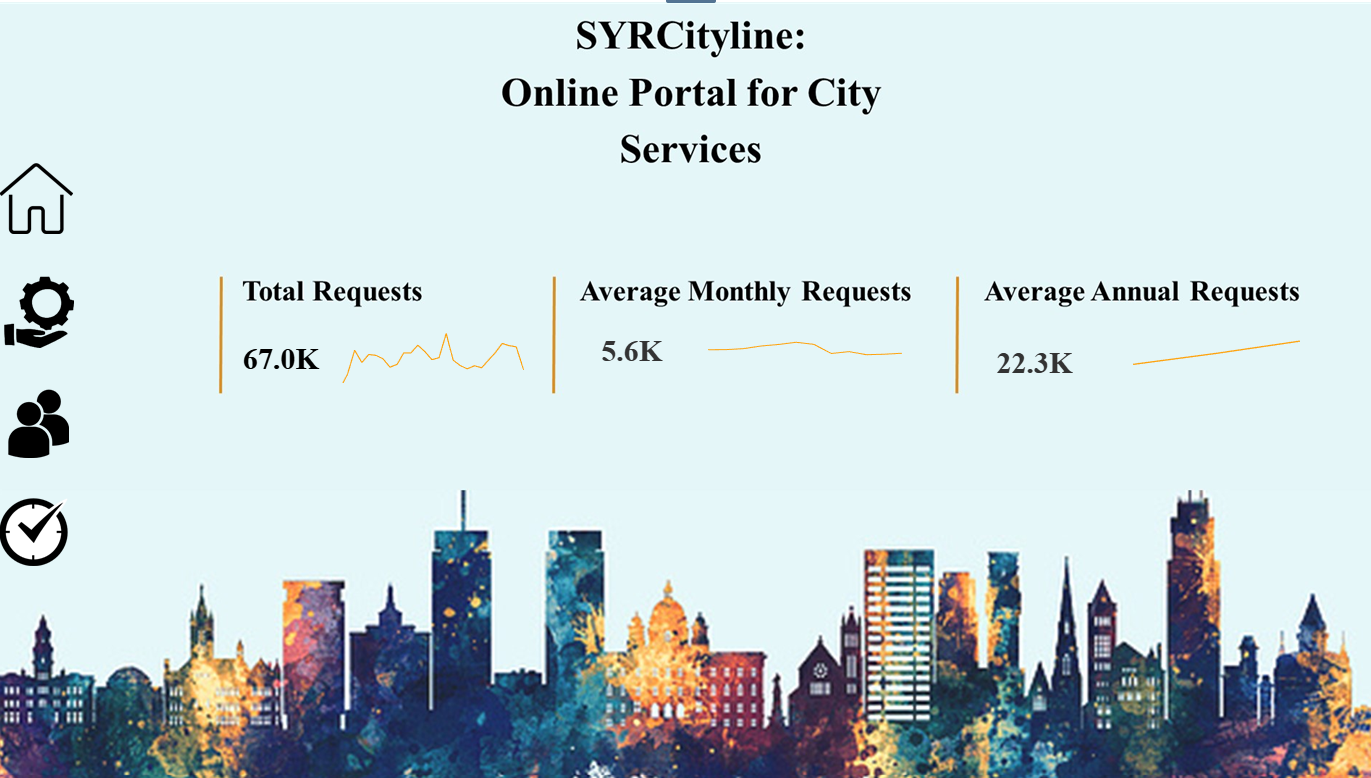 SYRCityline:
Online Portal for City
Services
Total Requests
67.0K
Average Monthly Requests
5.6K
Average Annual Requests
22.3K